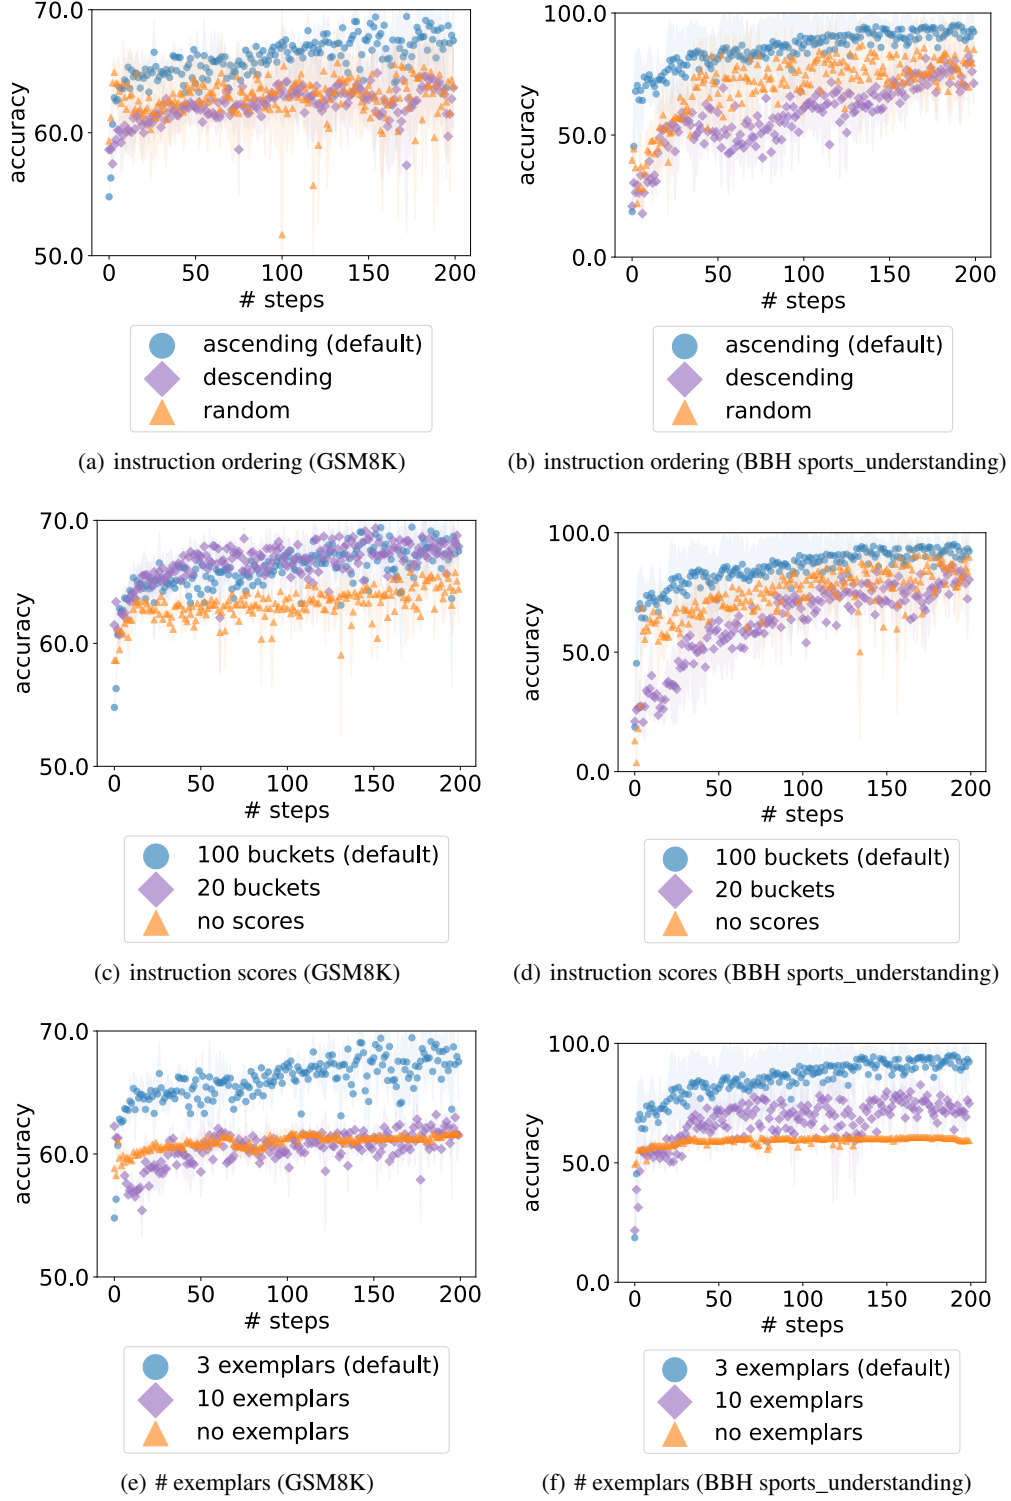 70.0
60.0
50.0
accuracy
0 50 100 150 200
# steps
ascending (default)
descending
random
(a) instruction ordering (GSM8K)
100.0
50.0
0.0
accuracy
0 50 100 150 200
# steps
ascending (default)
descending
random
(b) instruction ordering (BBH sports_understanding)
70.0
60.0
50.0
accuracy
0 50 100 150 200
# steps
100 buckets (default)
20 buckets
no scores
(c) instruction scores (GSM8K)
100.0
50.0
0.0
accuracy
0 50 100 150 200
# steps
100 buckets (default)
20 buckets
no scores
(d) instruction scores (BBH sports_understanding)
70.0
60.0
50.0
accuracy
0 50 100 150 200
# steps
3 exemplars (default)
10 exemplars
no exemplars
(e) # exemplars (GSM8K)
100.0
50.0
0.0
accuracy
0 50 100 150 200
# steps
3 exemplars (default)
10 exemplars
no exemplars
(f) # exemplars (BBH sports_understanding)